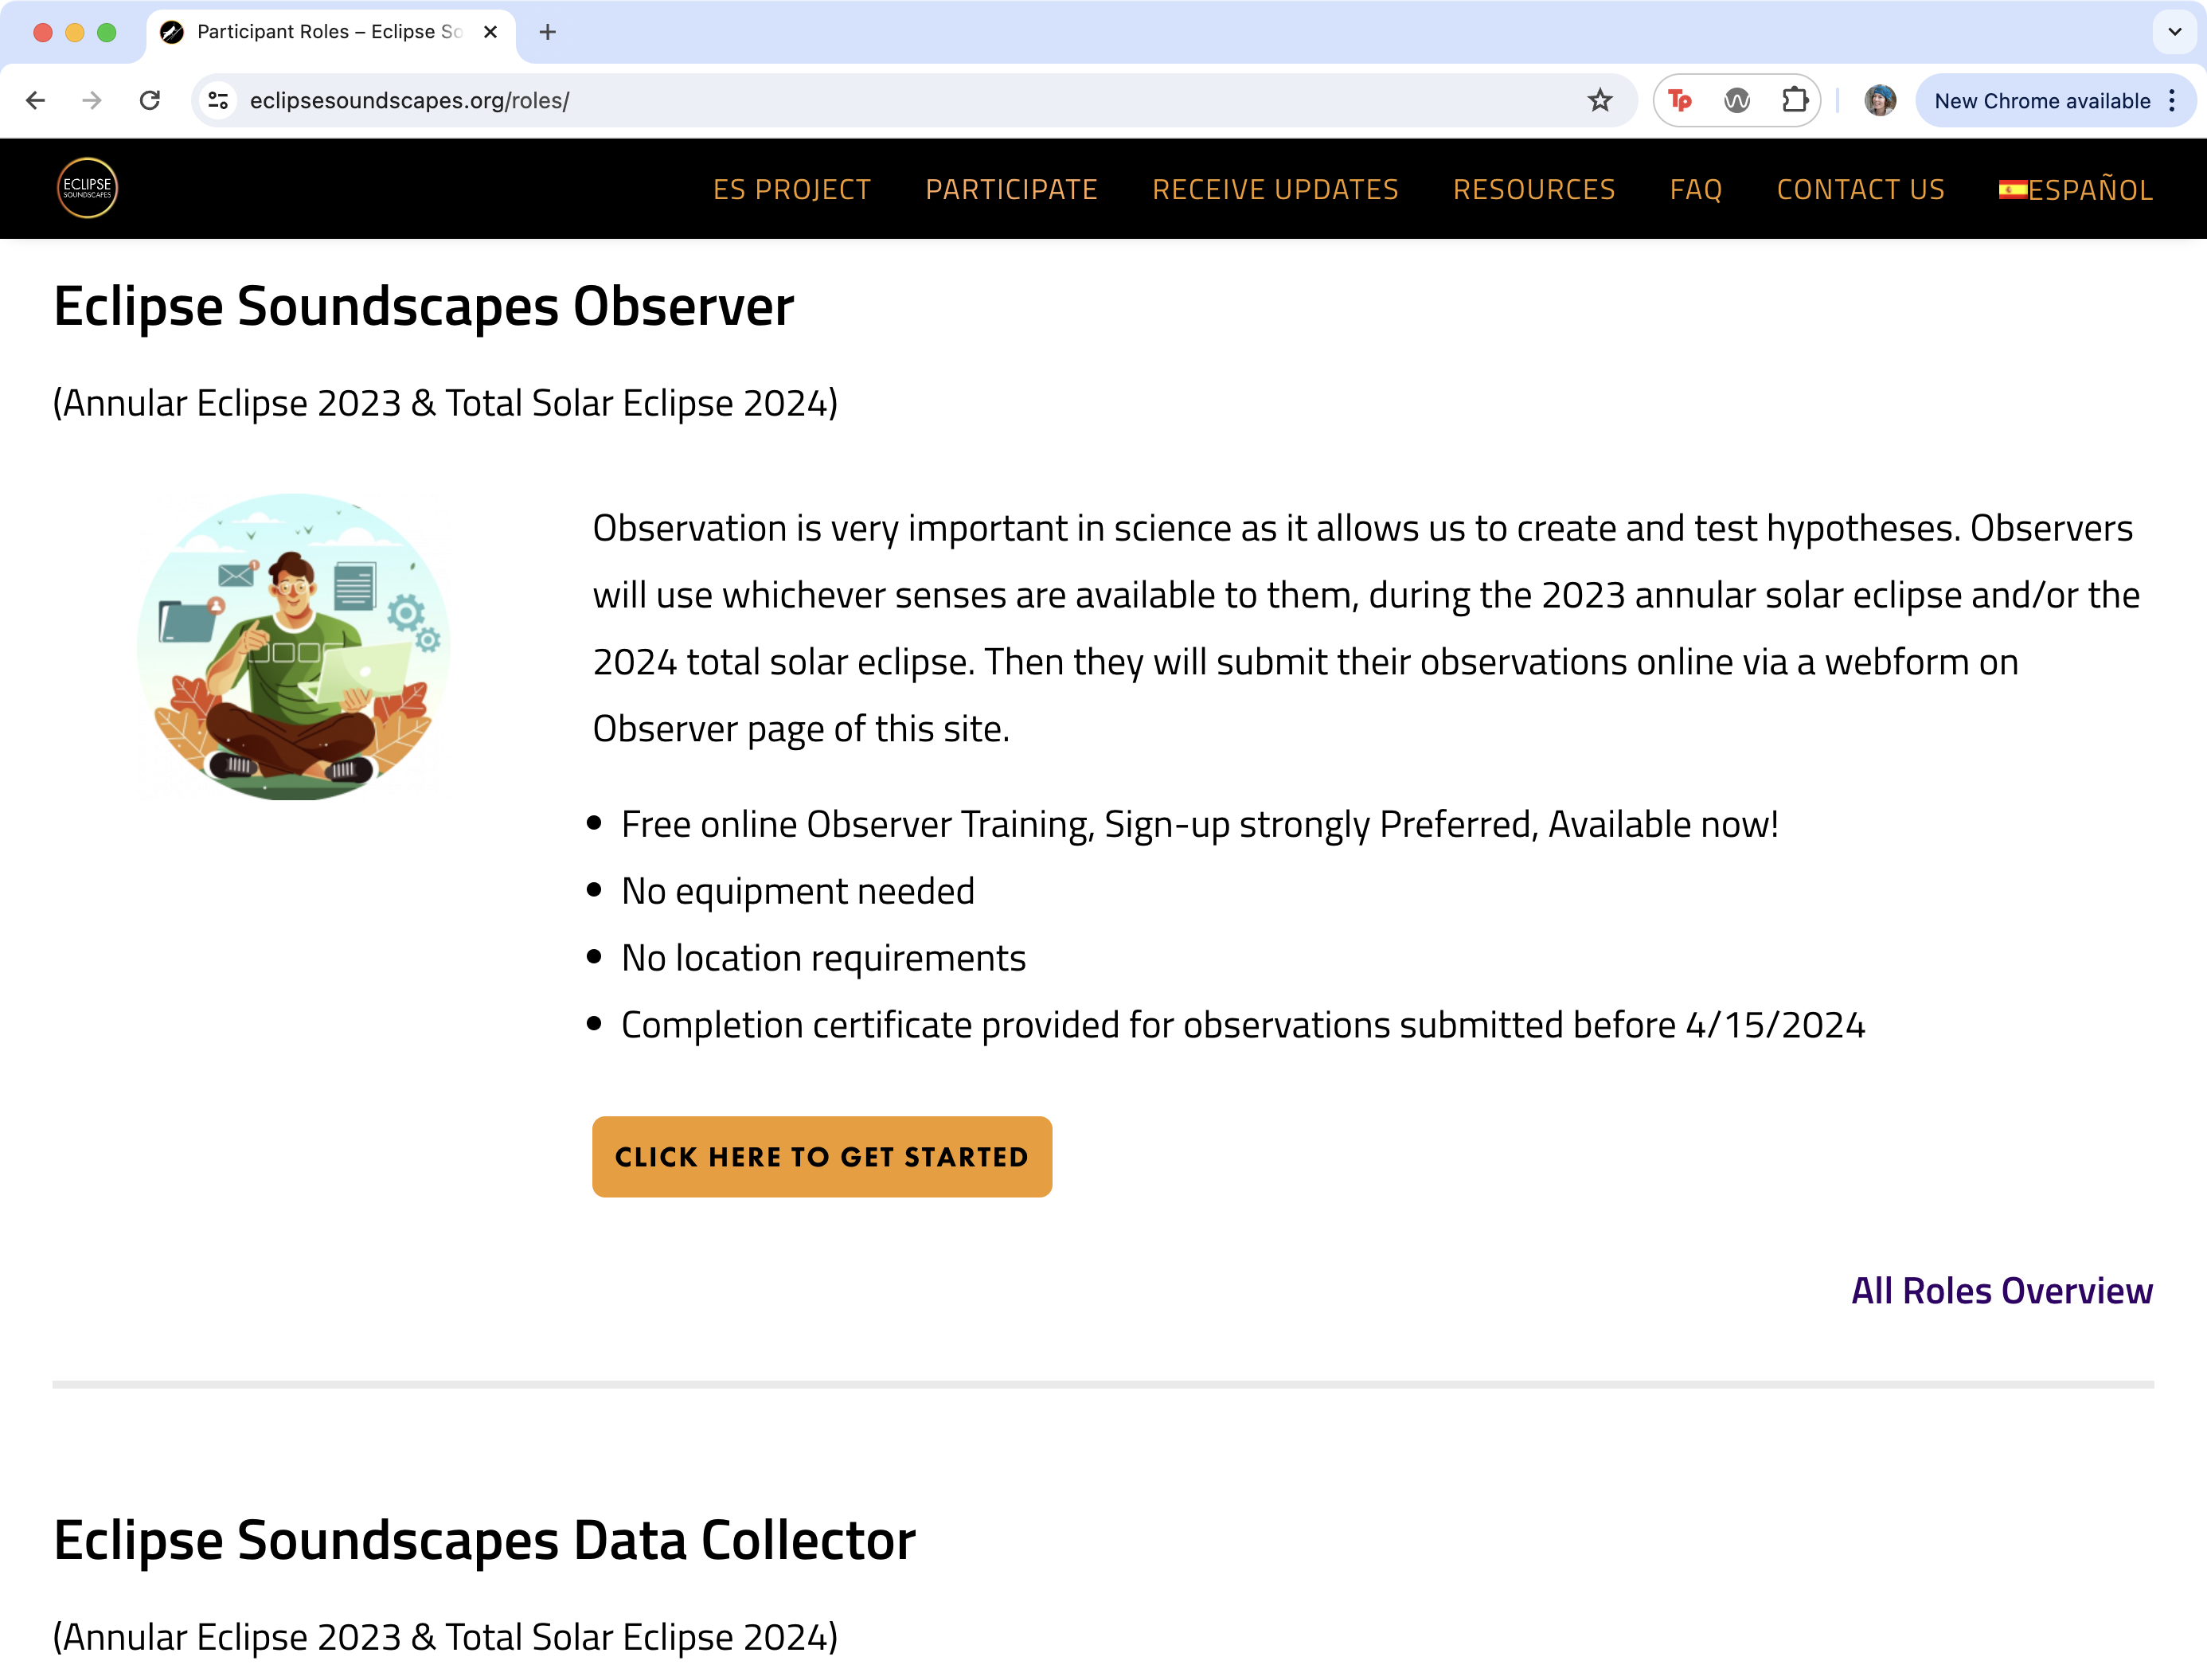 Participant Roles – Eclipse So
eclipsesoundscapes.org/roles/
Tp
New Chrome available
ECLIPSE
SOUNDSCAPES
ES PROJECT
PARTICIPATE
RECEIVE UPDATES
RESOURCES
FAQ
CONTACT US
ESPAÑOL
Eclipse Soundscapes Observer
(Annular Eclipse 2023 & Total Solar Eclipse 2024)
1
Observation is very important in science as it allows us to create and test hypotheses. Observers
will use whichever senses are available to them, during the 2023 annular solar eclipse and/or the
2024 total solar eclipse. Then they will submit their observations online via a webform on
Observer page of this site.
• Free online Observer Training, Sign-up strongly Preferred, Available now!
• No equipment needed
• No location requirements
• Completion certificate provided for observations submitted before 4/15/2024
CLICK HERE TO GET STARTED
All Roles Overview
Eclipse Soundscapes Data Collector
(Annular Eclipse 2023 & Total Solar Eclipse 2024)